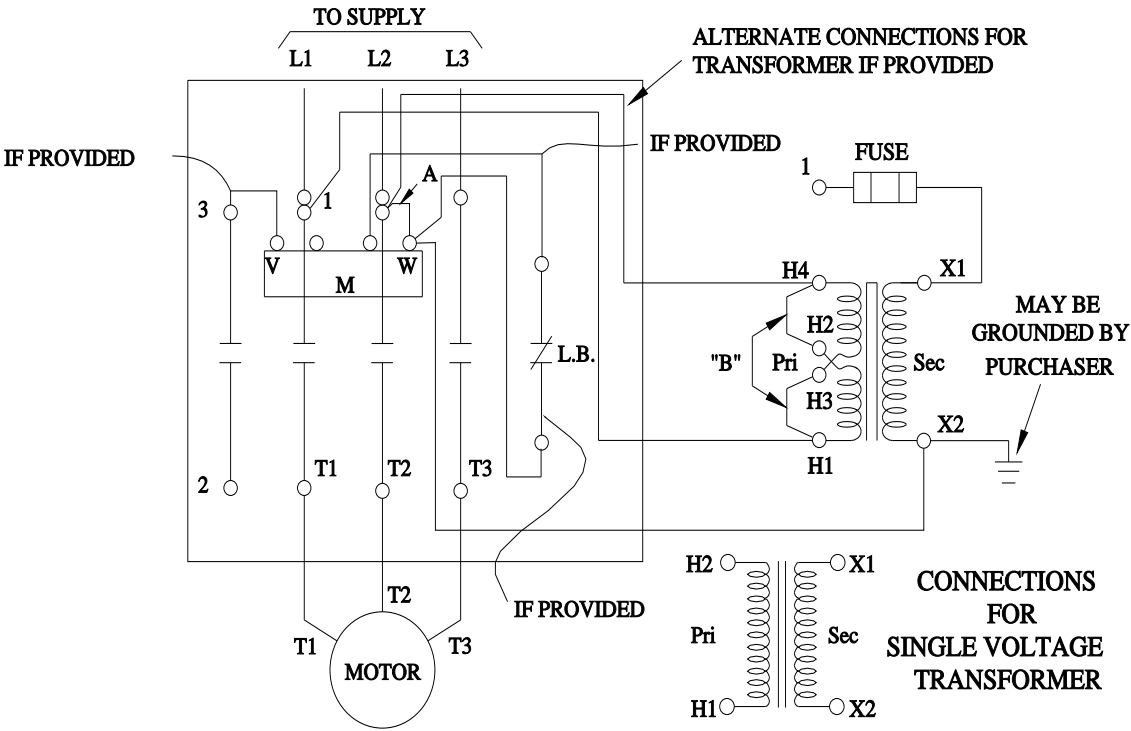 TO SUPPLY
L1 L2 L3
ALTERNATE CONNECTIONS FOR
TRANSFORMER IF PROVIDED
IF PROVIDED
IF PROVIDED
A
1
FUSE
3
1
V
W
M
H4
X1
MAY BE
GROUNDED BY
PURCHASER
H2
"B"
Pri
Sec
L.B.
H3
X2
H1
T1 T2 T3
2
H2
X1
CONNECTIONS
FOR
SINGLE VOLTAGE
TRANSFORMER
T2
IF PROVIDED
T1
T3
MOTOR
Pri
Sec
H1
X2